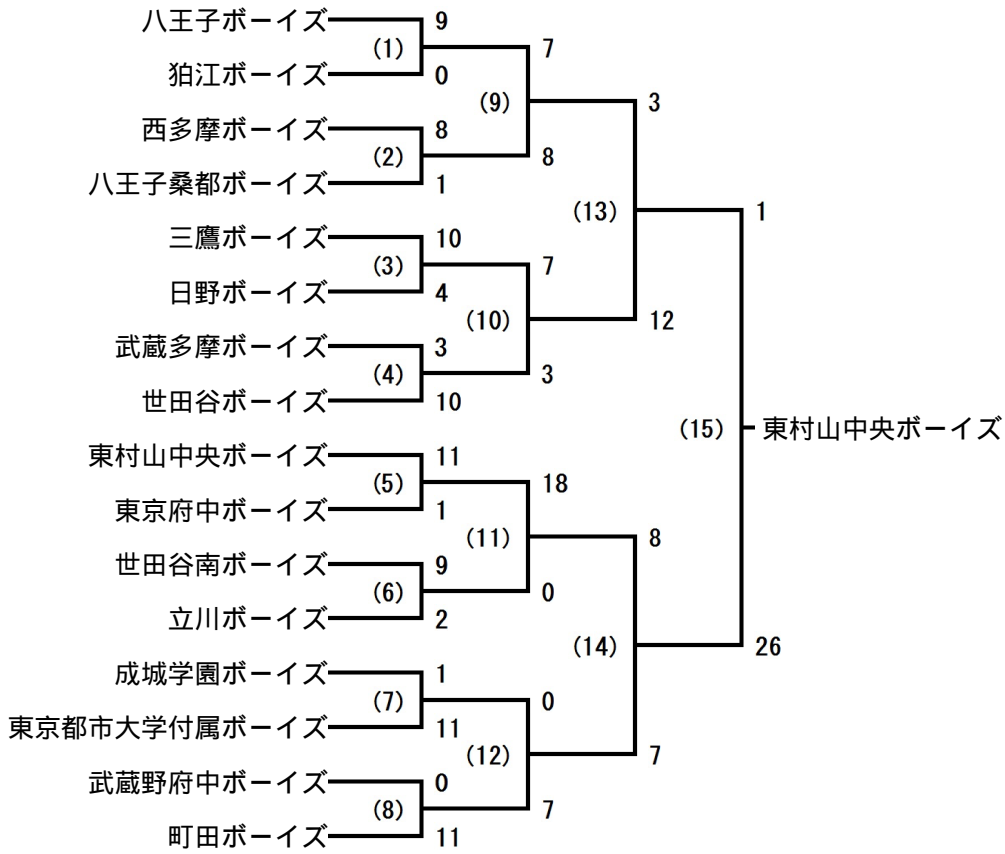 八王子ボーイズ 9
(1) 7
狛江ボーイズ 0
(9) 3
西多摩ボーイズ 8
(2) 8
八王子桑都ボーイズ 1
(13) 1
三鷹ボーイズ 10
(3) 7
日野ボーイズ 4
(10) 12
武蔵多摩ボーイズ 3
(4) 3
世田谷ボーイズ 10
(15) 東村山中央ボーイズ
東村山中央ボーイズ 11
(5) 18
東京府中ボーイズ 1
(11) 8
世田谷南ボーイズ 9
(6) 0
立川ボーイズ 2
(14) 26
成城学園ボーイズ 1
(7) 0
東京都市大学付属ボーイズ 11
(12) 7
武蔵野府中ボーイズ 0
(8) 7
町田ボーイズ 11